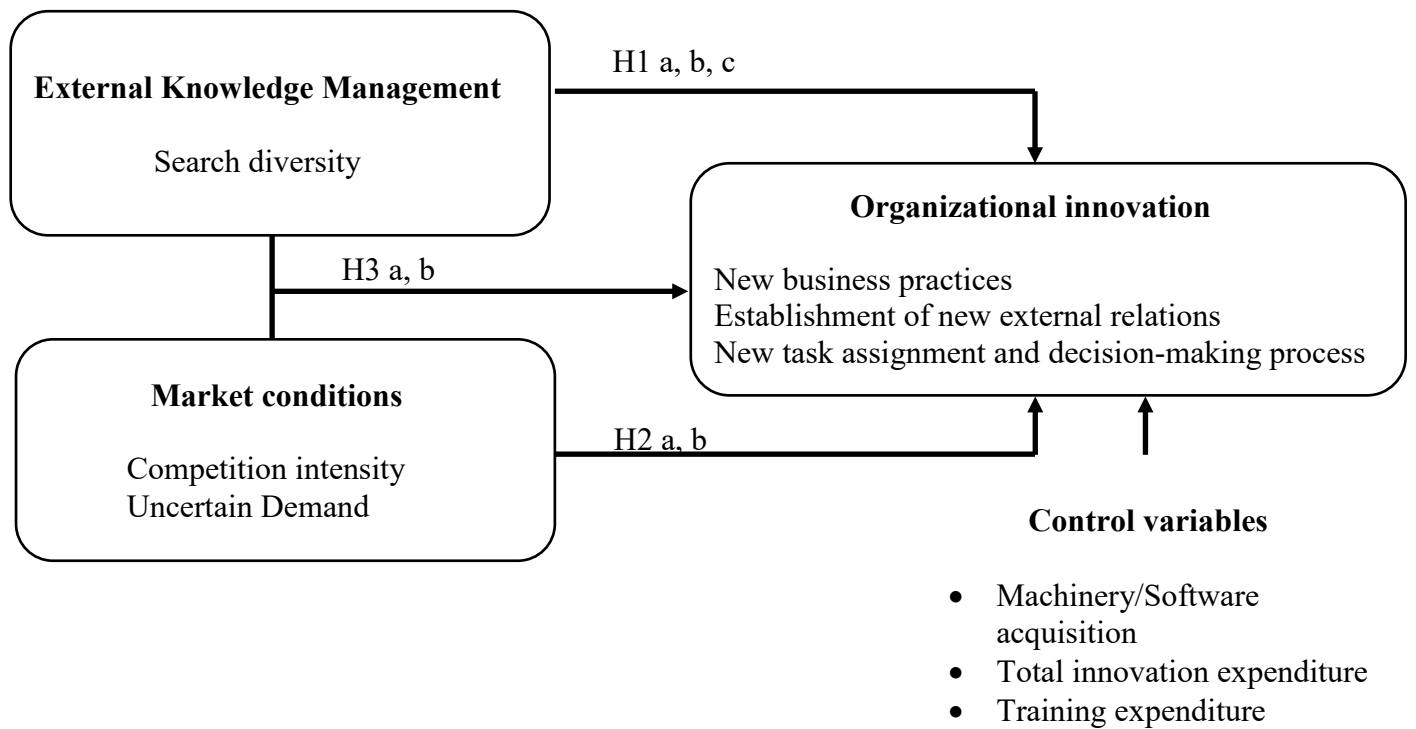 H1 a, b, c
External Knowledge Management
Search diversity
Organizational innovation
H3 a, b
New business practices
Establishment of new external relations
New task assignment and decision-making process
Market conditions
H2 a, b
Competition intensity
Uncertain Demand
Control variables
• Machinery/Software
acquisition
• Total innovation expenditure
• Training expenditure